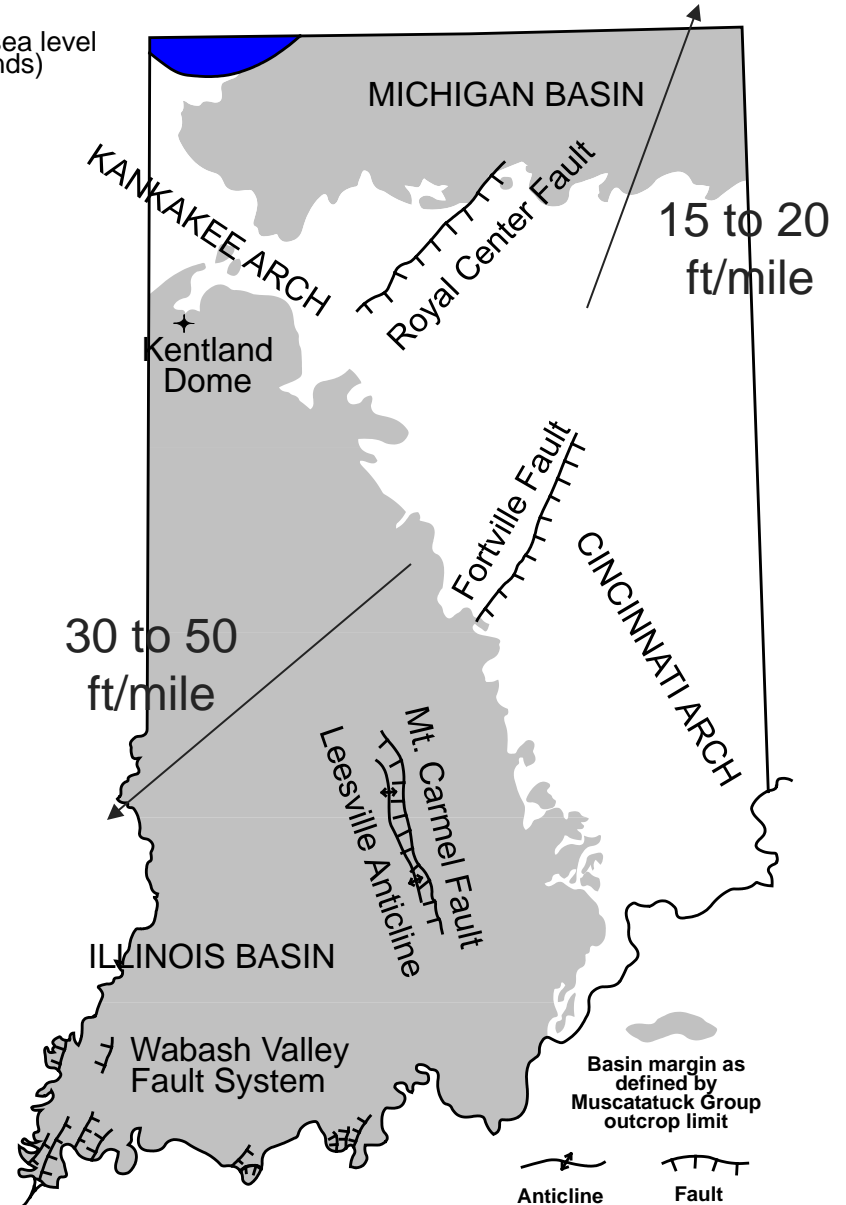 sea level
nds)
MICHIGAN BASIN
KANKAKEE ARCH
Royal Center Fault
15 to 20
ft/mile
Kentland
Dome
Fortville Fault
CINCINNATI ARCH
30 to 50
ft/mile
Mt. Carmel Fault
Leesville Anticline
ILLINOIS BASIN
Wabash Valley
Fault System
Basin margin as
defined by
Muscatatuck Group
outcrop limit
Anticline
Fault